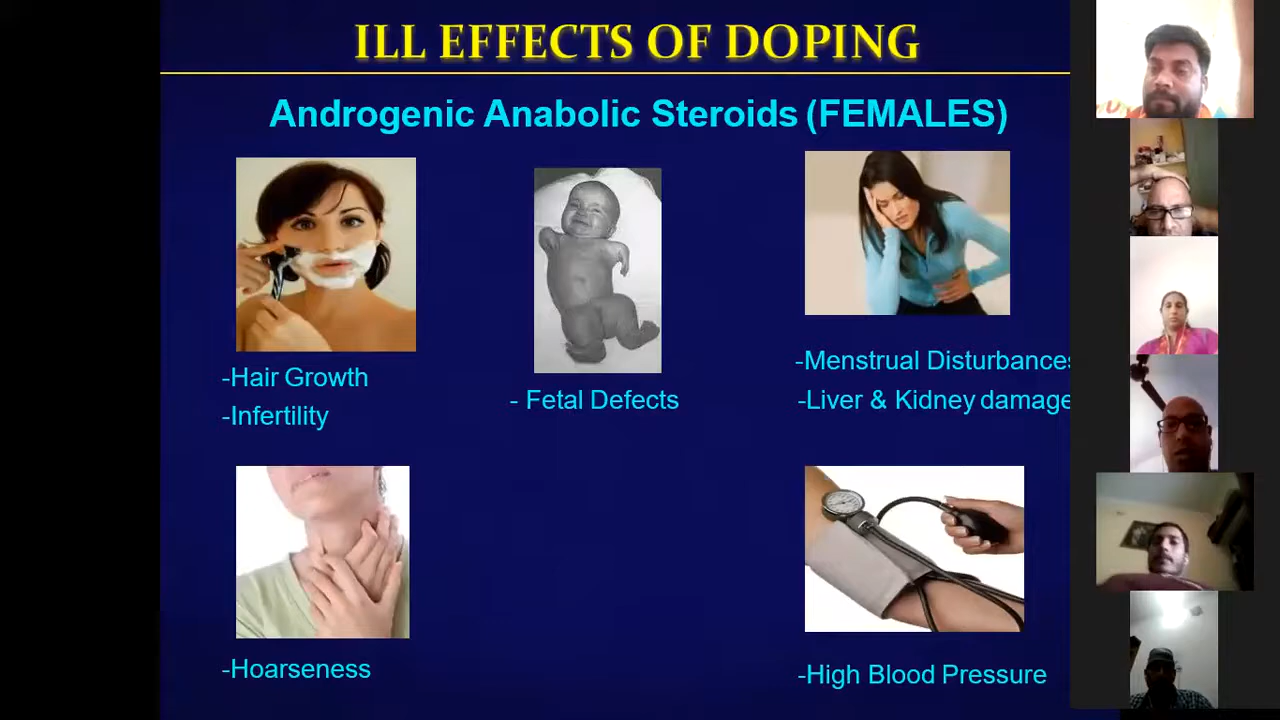 ILL EFFECTS OF DOPING
Androgenic Anabolic Steroids (FEMALES)
-Hair Growth
-Infertility
- Fetal Defects
-Menstrual Disturbances
-Liver & Kidney damage
-Hoarseness
-High Blood Pressure